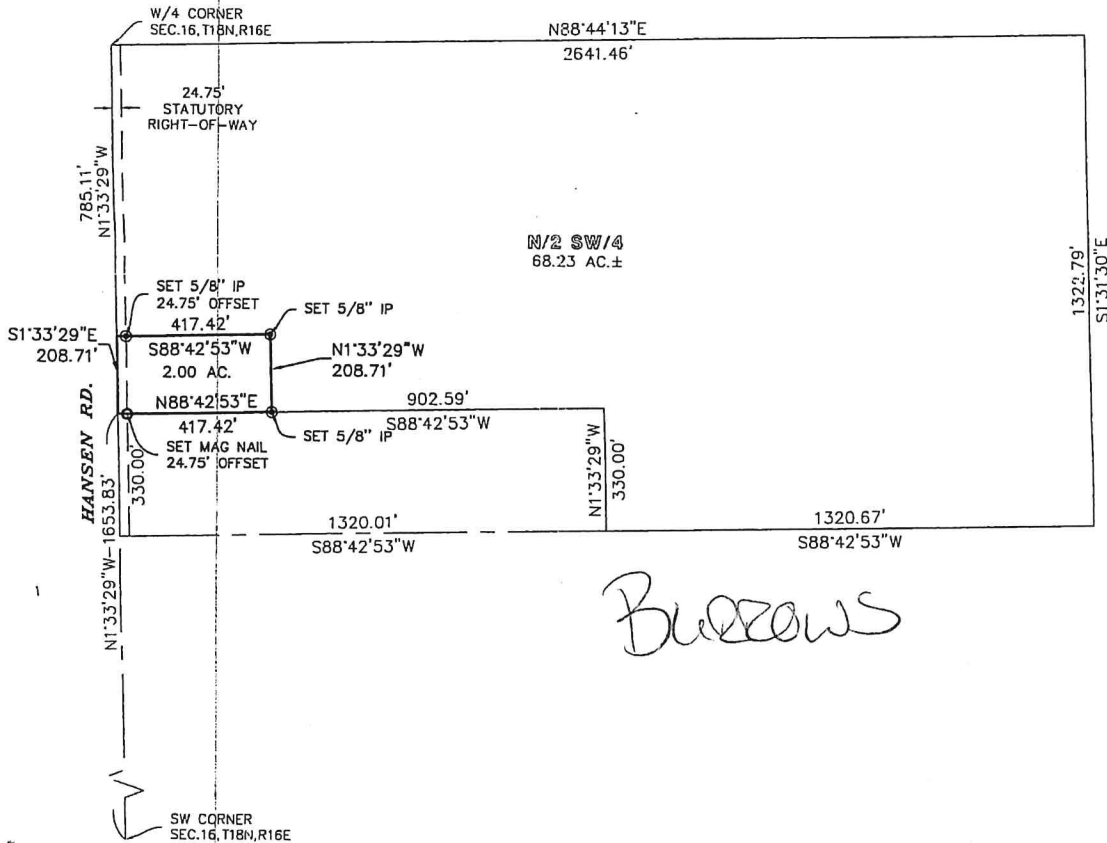 W/4 CORNER
SEC.16,T18N,R16E
N88°44'13"E
2641.46'
24.75'
STATUTORY
RIGHT-OF-WAY
785.11'
N1°33'29"W
N/2 SW/4
68.23 AC.±
1322.79'
S1°31'30"E
SET 5/8" IP
24.75' OFFSET
SET 5/8" IP
417.42'
S88°42'53"W
S1°33'29"E
208.71'
N1°33'29"W
208.71'
2.00 AC.
N88°42'53"E
417.42'
902.59'
S88°42'53"W
SET 5/8" IP
SET MAG NAIL
24.75' OFFSET
HANSEN RD.
330.00'
N1°33'29"W
330.00'
1320.01'
S88°42'53"W
1320.67'
S88°42'53"W
N1°33'29"W-1653.83'
SW CORNER
SEC.16,T18N,R16E